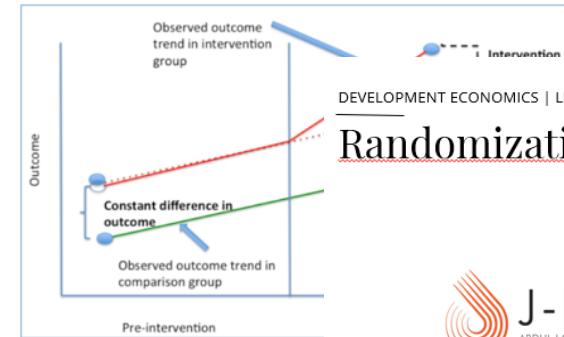 Observed outcome
trend in intervention
group
Intervention
DEVELOPMENT ECONOMICS | L
Randomizati
Outcome
Constant difference in
outcome
Observed outcome trend in
comparison group
Pre-intervention
J-